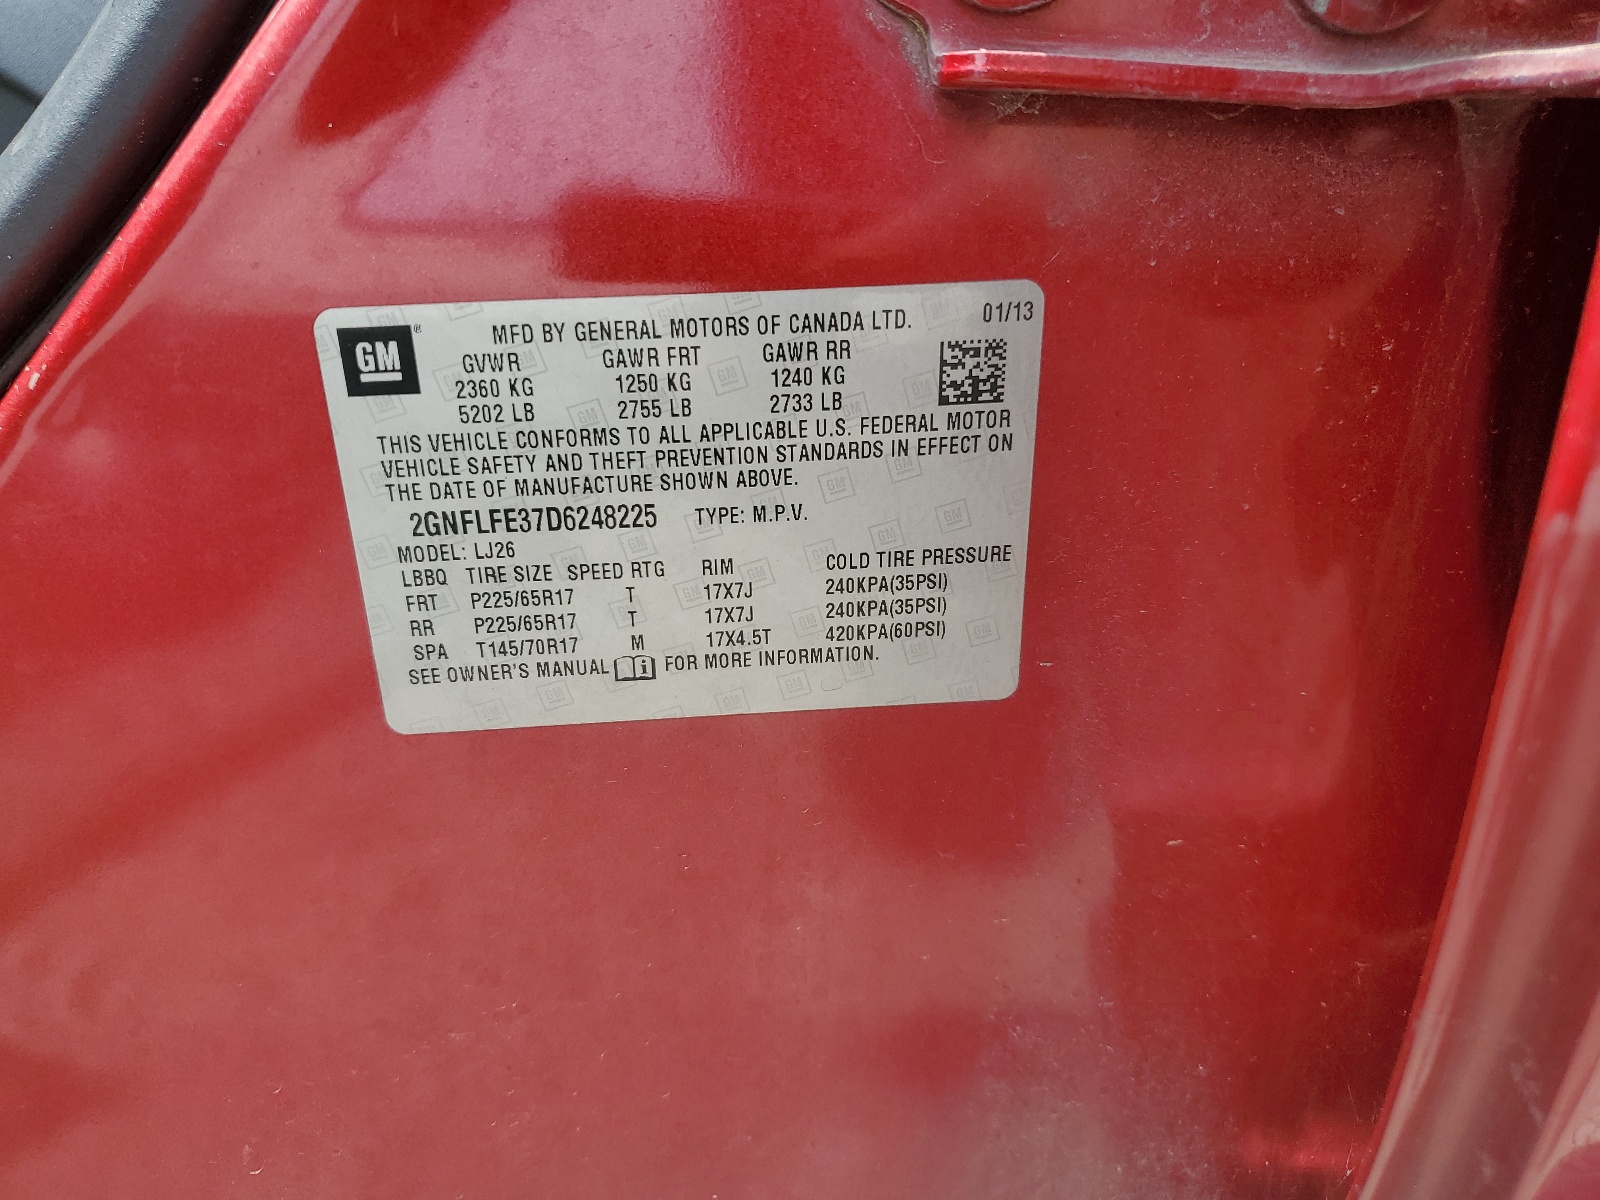 GM ®
MFD BY GENERAL MOTORS OF CANADA LTD. 01/13
GVWR GAWR FRT GAWR RR
2360 KG 1250 KG 1240 KG
5202 LB 2755 LB 2733 LB
THIS VEHICLE CONFORMS TO ALL APPLICABLE U.S. FEDERAL MOTOR
VEHICLE SAFETY AND THEFT PREVENTION STANDARDS IN EFFECT ON
THE DATE OF MANUFACTURE SHOWN ABOVE.
2GNFLFE37D6248225 TYPE: M.P.V.
MODEL: LJ26
LBBQ TIRE SIZE SPEED RTG RIM COLD TIRE PRESSURE
FRT P225/65R17 T 17X7J 240KPA(35PSI)
RR P225/65R17 T 17X7J 240KPA(35PSI)
SPA T145/70R17 M 17X4.5T 420KPA(60PSI)
SEE OWNER'S MANUAL i FOR MORE INFORMATION.